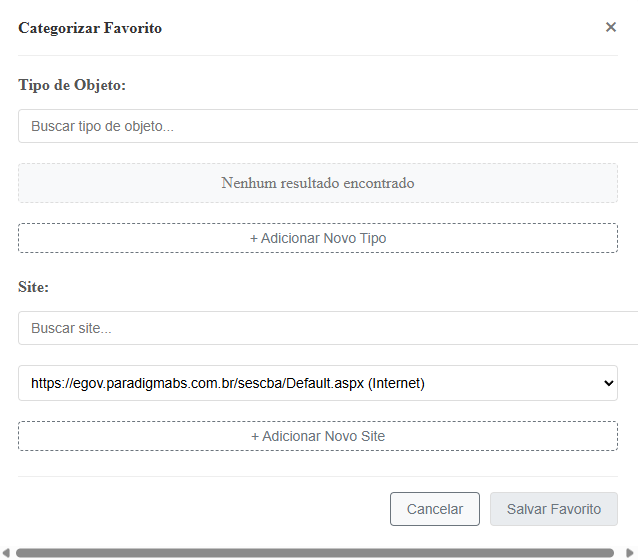 Categorizar Favorito
×
Tipo de Objeto:
Buscar tipo de objeto...
Nenhum resultado encontrado
+ Adicionar Novo Tipo
Site:
Buscar site...
https://egov.paradigmabs.com.br/sescba/Default.aspx (Internet)
+ Adicionar Novo Site
Cancelar Salvar Favorito